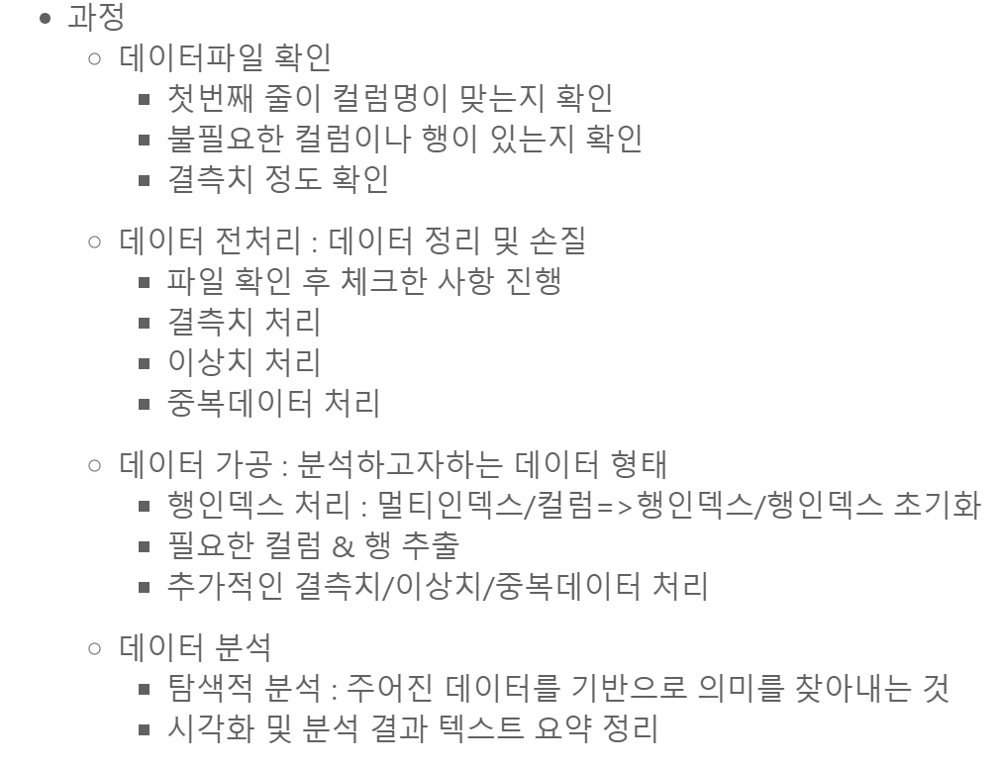 과정
데이터파일 확인
첫번째 줄이 컬럼명이 맞는지 확인
불필요한 컬럼이나 행이 있는지 확인
결측치 정도 확인
데이터 전처리 : 데이터 정리 및 손질
파일 확인 후 체크한 사항 진행
결측치 처리
이상치 처리
중복데이터 처리
데이터 가공 : 분석하고자하는 데이터 형태
행인덱스 처리 : 멀티인덱스/컬럼=>행인덱스/행인덱스 초기화
필요한 컬럼 & 행 추출
추가적인 결측치/이상치/중복데이터 처리
데이터 분석
탐색적 분석 : 주어진 데이터를 기반으로 의미를 찾아내는 것
시각화 및 분석 결과 텍스트 요약 정리